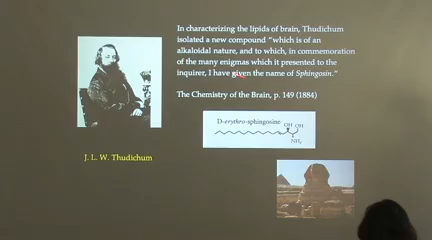 In characterizing the lipids of brain, Thudichum
isolated a new compound "which is of an
alkaloidal nature, and to which, in commemoration
of the many enigmas which it presented to the
inquirer, I have given the name of Sphingosin."
The Chemistry of the Brain, p. 149 (1884)
D-erythro-sphingosine
OH OH
NH₂
J. L. W. Thudichum